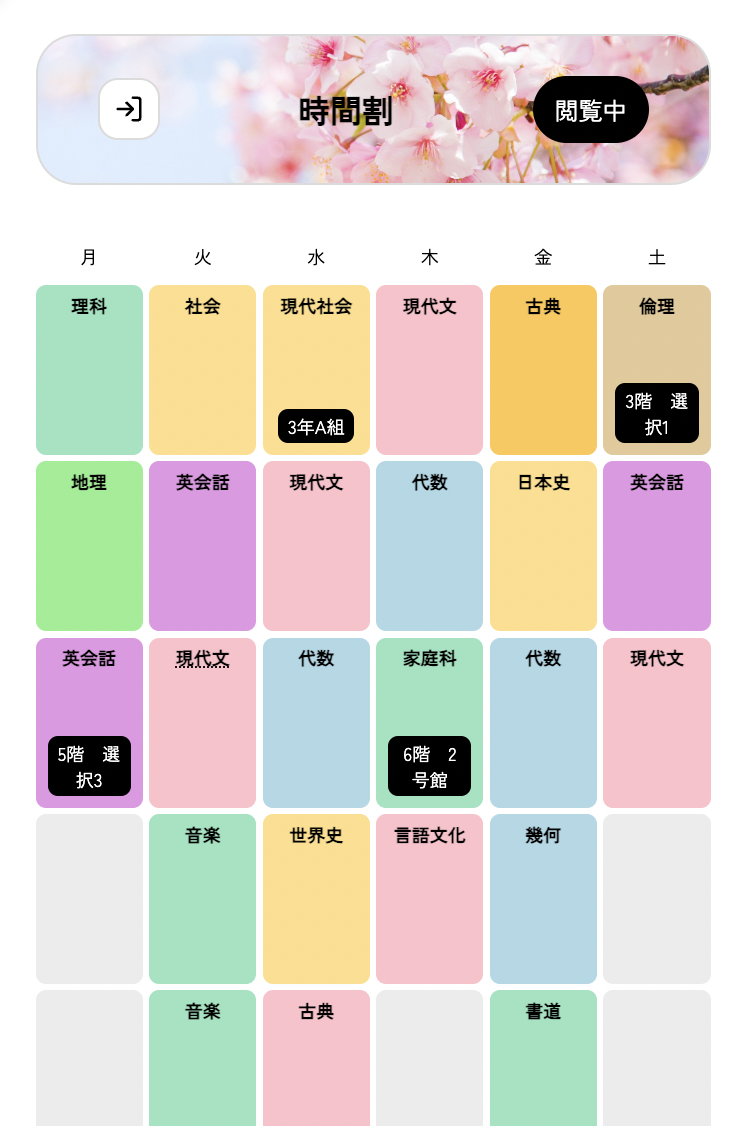 時間割
閲覧中
月 火 水 木 金 土
理科 社会 現代社会 現代文 古典 倫理
3年A組
3階　選
択1
地理 英会話 現代文 代数 日本史 英会話
英会話 現代文 代数 家庭科 代数 現代文
5階　選
択3
6階　2
号館
音楽 世界史 言語文化 幾何
音楽 古典 書道